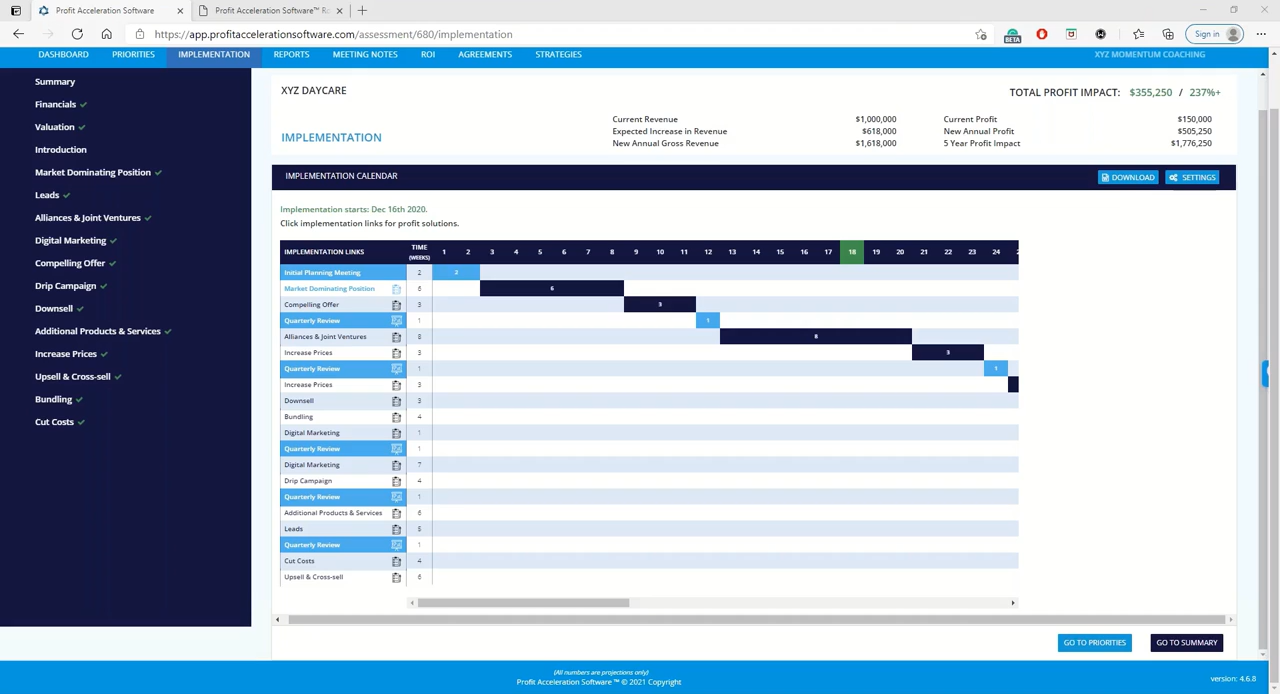 Profit Acceleration Software
Profit Acceleration Software™ Ro
https://app.profitaccelerationsoftware.com/assessment/680/implementation
BETA
Sign in
DASHBOARD PRIORITIES IMPLEMENTATION REPORTS MEETING NOTES ROI AGREEMENTS STRATEGIES XYZ MOMENTUM COACHING
Summary
Financials
Valuation
Introduction
Market Dominating Position
Leads
Alliances & Joint Ventures
Digital Marketing
Compelling Offer
Drip Campaign
Downsell
Additional Products & Services
Increase Prices
Upsell & Cross-sell
Bundling
Cut Costs
XYZ DAYCARE
TOTAL PROFIT IMPACT: $355,250 / 237%+
IMPLEMENTATION
Current Revenue $1,000,000 Current Profit $150,000
Expected Increase in Revenue $618,000 New Annual Profit $505,250
New Annual Gross Revenue $1,618,000 5 Year Profit Impact $1,776,250
IMPLEMENTATION CALENDAR DOWNLOAD SETTINGS
Implementation starts: Dec 16th 2020.
Click implementation links for profit solutions.
IMPLEMENTATION LINKS TIME (WEEKS) 1 2 3 4 5 6 7 8 9 10 11 12 13 14 15 16 17 18 19 20 21 22 23 24
Initial Planning Meeting 2 2
Market Dominating Position 6 6
Compelling Offer 3 3
Quarterly Review 1 1
Alliances & Joint Ventures 8 8
Increase Prices 3 3
Quarterly Review 1 1
Increase Prices 3
Downsell 3
Bundling 4
Digital Marketing 1
Quarterly Review 1
Digital Marketing 7
Drip Campaign 4
Quarterly Review 1
Additional Products & Services 6
Leads 5
Quarterly Review 1
Cut Costs 4
Upsell & Cross-sell 6
GO TO PRIORITIES GO TO SUMMARY
(All numbers are projections only)
Profit Acceleration Software ™ © 2021 Copyright
version: 4.6.8